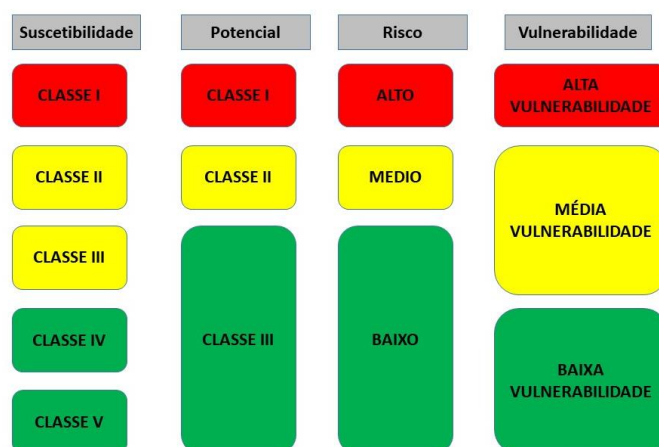 Suscetibilidade
Potencial
Risco
Vulnerabilidade
CLASSE I
CLASSE I
ALTO
ALTA
VULNERABILIDADE
CLASSE II
CLASSE II
MEDIO
MÉDIA
VULNERABILIDADE
CLASSE III
CLASSE IV
CLASSE III
BAIXO
BAIXA
VULNERABILIDADE
CLASSE V